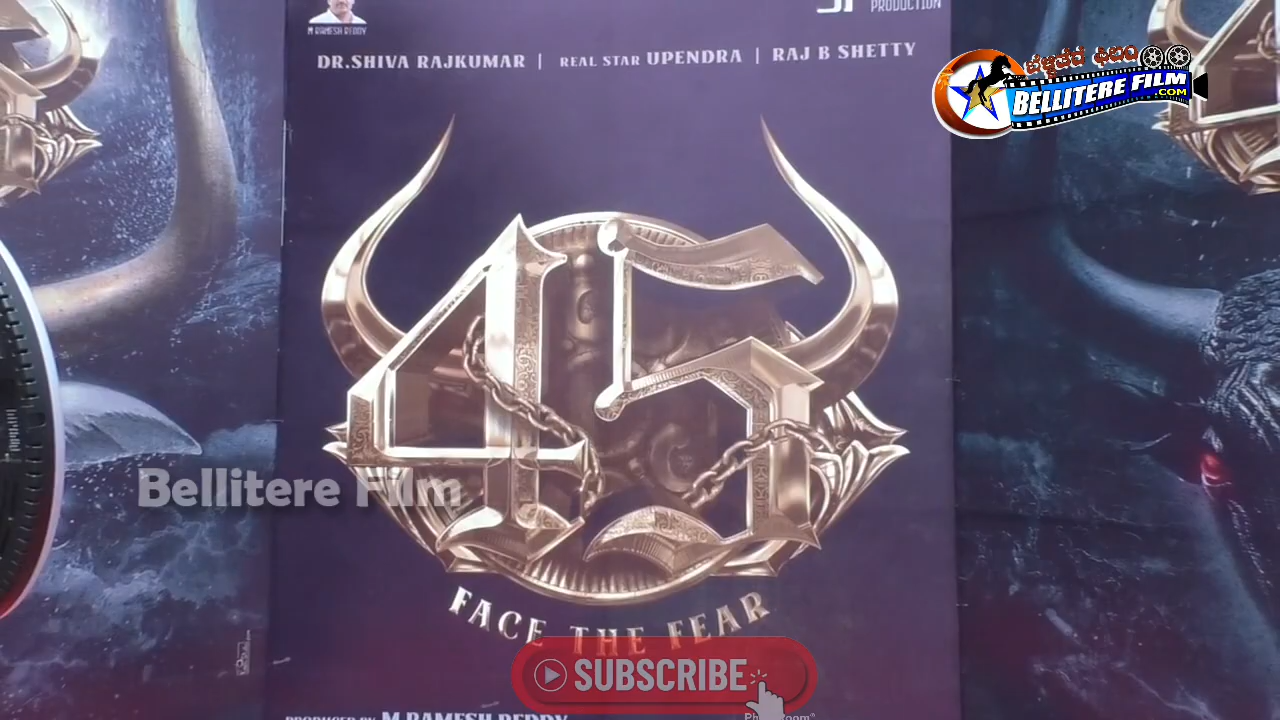 PRODUCTION
M RAMESH REDDY
DR.SHIVA RAJKUMAR | REAL STAR UPENDRA | RAJ B SHETTY
BELLITERE FILM
.COM
45
Bellitere Film
FACE THE FEAR
SUBSCRIBE
PRODUCED BY M RAMESH REDDY